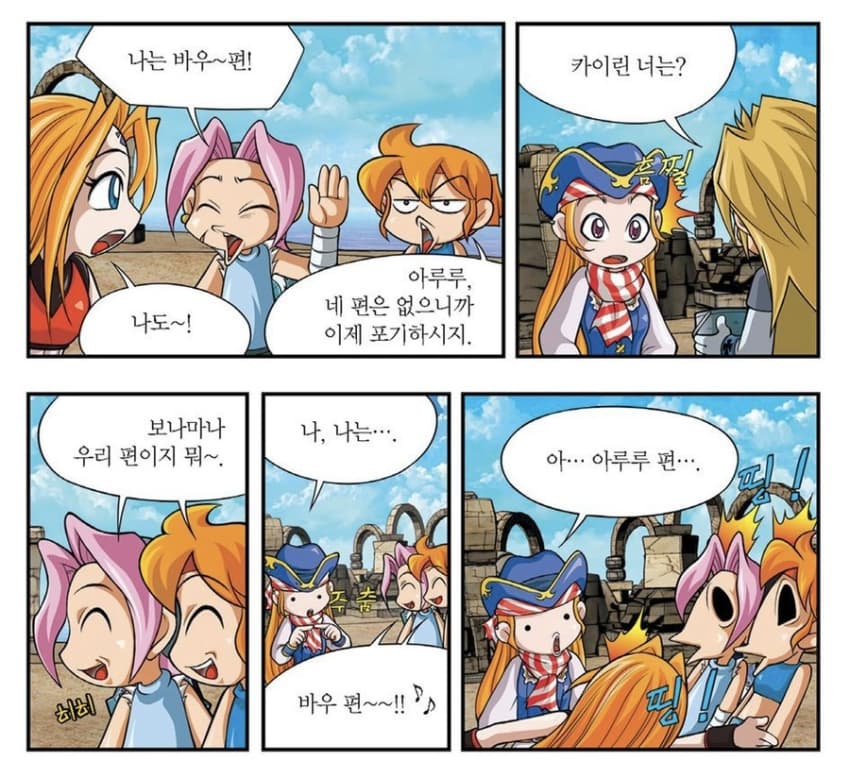 나는 바우~편!
나도~!
아루루,
네 편은 없으니까
이제 포기하시지.
카이린 너는?
흠찔
보나마나
우리 편이지 뭐~.
히히
나, 나는….
주춤
바우 편~~!! ♪♪
아… 아루루 편….
띵!
띵!